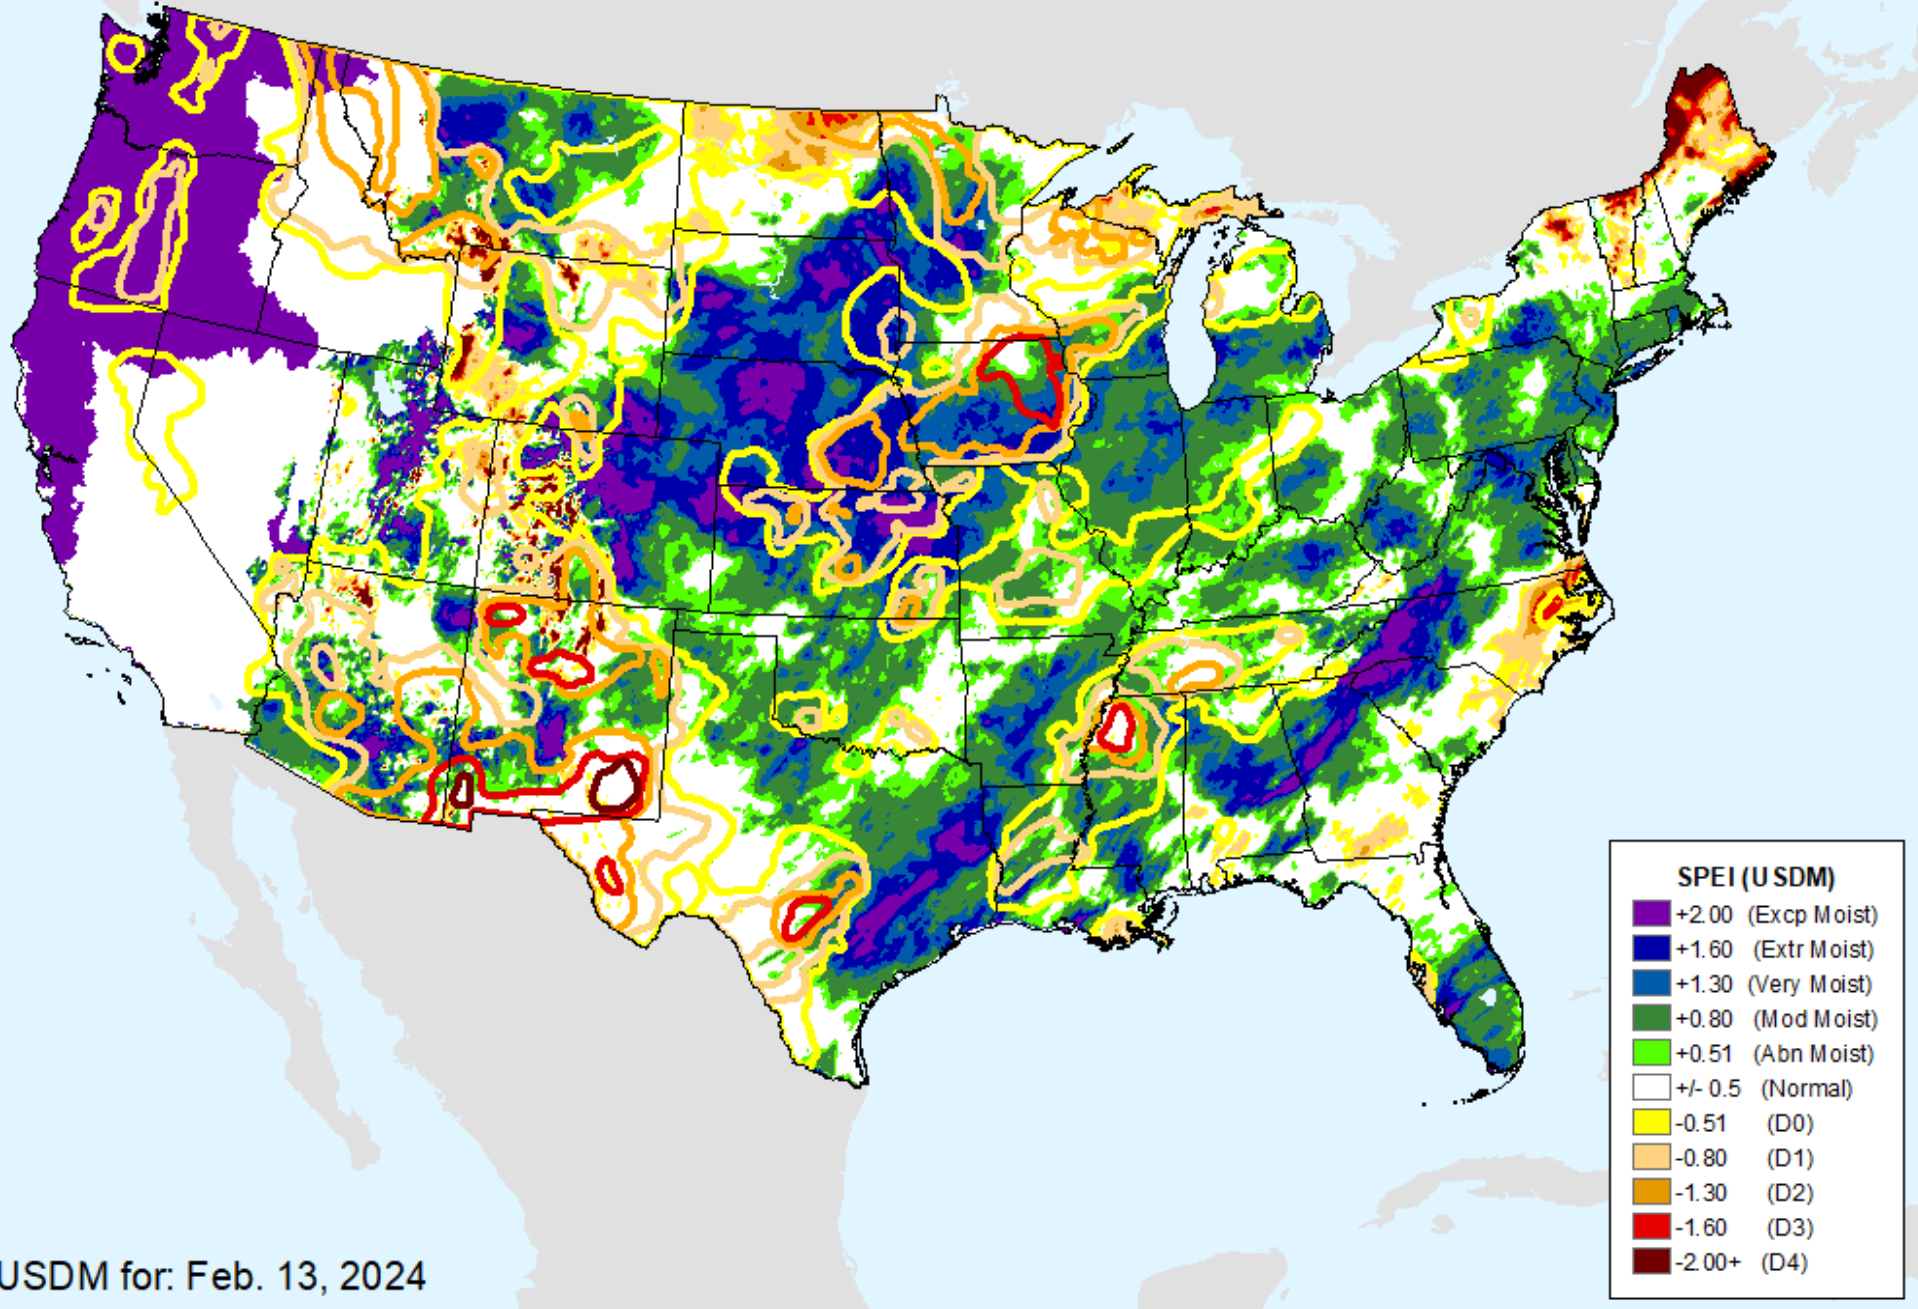 SPEI (USDM)
+2.00 (Excp Moist)
+1.60 (Extr Moist)
+1.30 (Very Moist)
+0.80 (Mod Moist)
+0.51 (Abn Moist)
+/- 0.5 (Normal)
-0.51 (D0)
-0.80 (D1)
-1.30 (D2)
-1.60 (D3)
-2.00+ (D4)
USDM for: Feb. 13, 2024